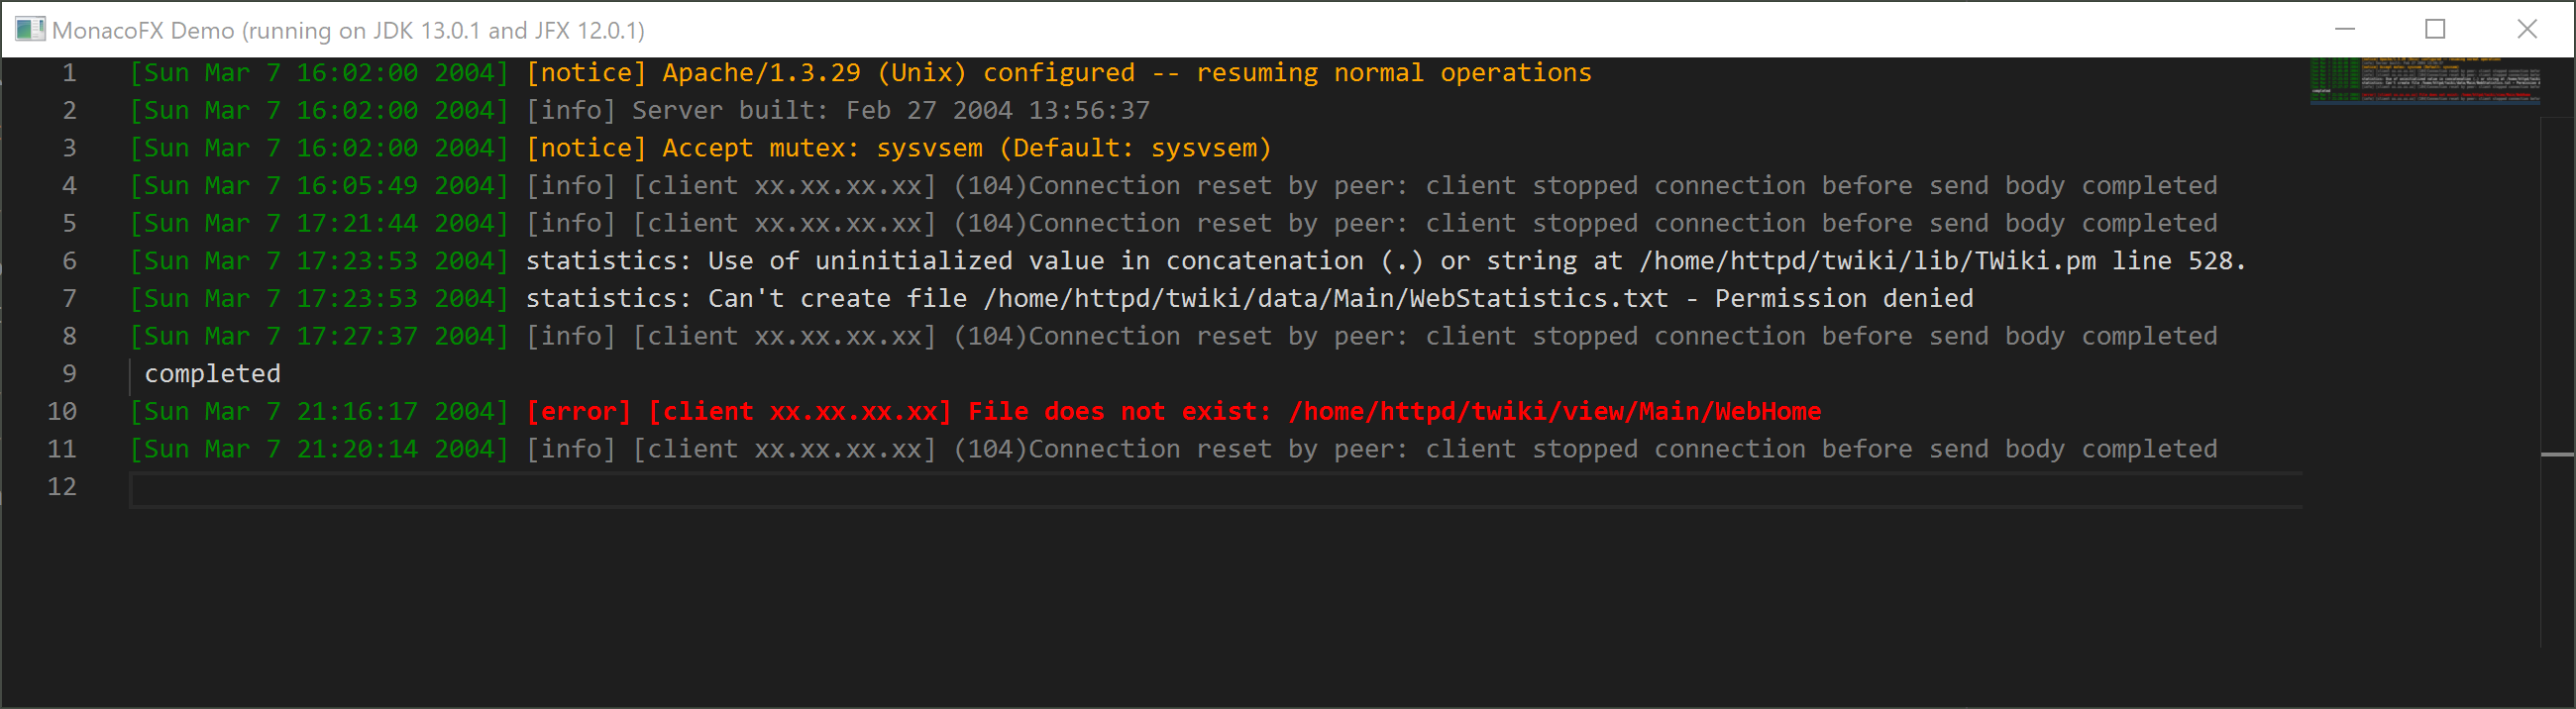 MonacoFX Demo (running on JDK 13.0.1 and JFX 12.0.1)
1 [Sun Mar 7 16:02:00 2004] [notice] Apache/1.3.29 (Unix) configured -- resuming normal operations
2 [Sun Mar 7 16:02:00 2004] [info] Server built: Feb 27 2004 13:56:37
3 [Sun Mar 7 16:02:00 2004] [notice] Accept mutex: sysvsem (Default: sysvsem)
4 [Sun Mar 7 16:05:49 2004] [info] [client xx.xx.xx.xx] (104)Connection reset by peer: client stopped connection before send body completed
5 [Sun Mar 7 17:21:44 2004] [info] [client xx.xx.xx.xx] (104)Connection reset by peer: client stopped connection before send body completed
6 [Sun Mar 7 17:23:53 2004] statistics: Use of uninitialized value in concatenation (.) or string at /home/httpd/twiki/lib/TWiki.pm line 528.
7 [Sun Mar 7 17:23:53 2004] statistics: Can't create file /home/httpd/twiki/data/Main/WebStatistics.txt - Permission denied
8 [Sun Mar 7 17:27:37 2004] [info] [client xx.xx.xx.xx] (104)Connection reset by peer: client stopped connection before send body completed
9 completed
10 [Sun Mar 7 21:16:17 2004] [error] [client xx.xx.xx.xx] File does not exist: /home/httpd/twiki/view/Main/WebHome
11 [Sun Mar 7 21:20:14 2004] [info] [client xx.xx.xx.xx] (104)Connection reset by peer: client stopped connection before send body completed
12